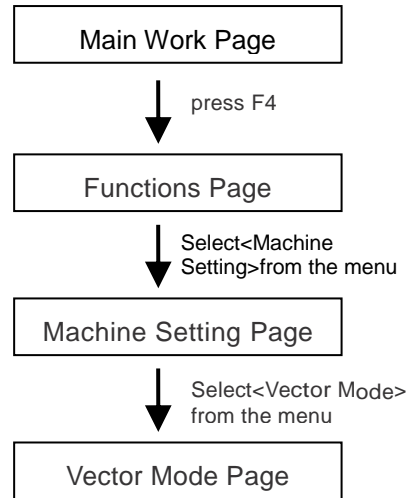 Main Work Page
press F4
Functions Page
Select<Machine
Setting>from the menu
Machine Setting Page
Select<Vector Mode>
from the menu
Vector Mode Page